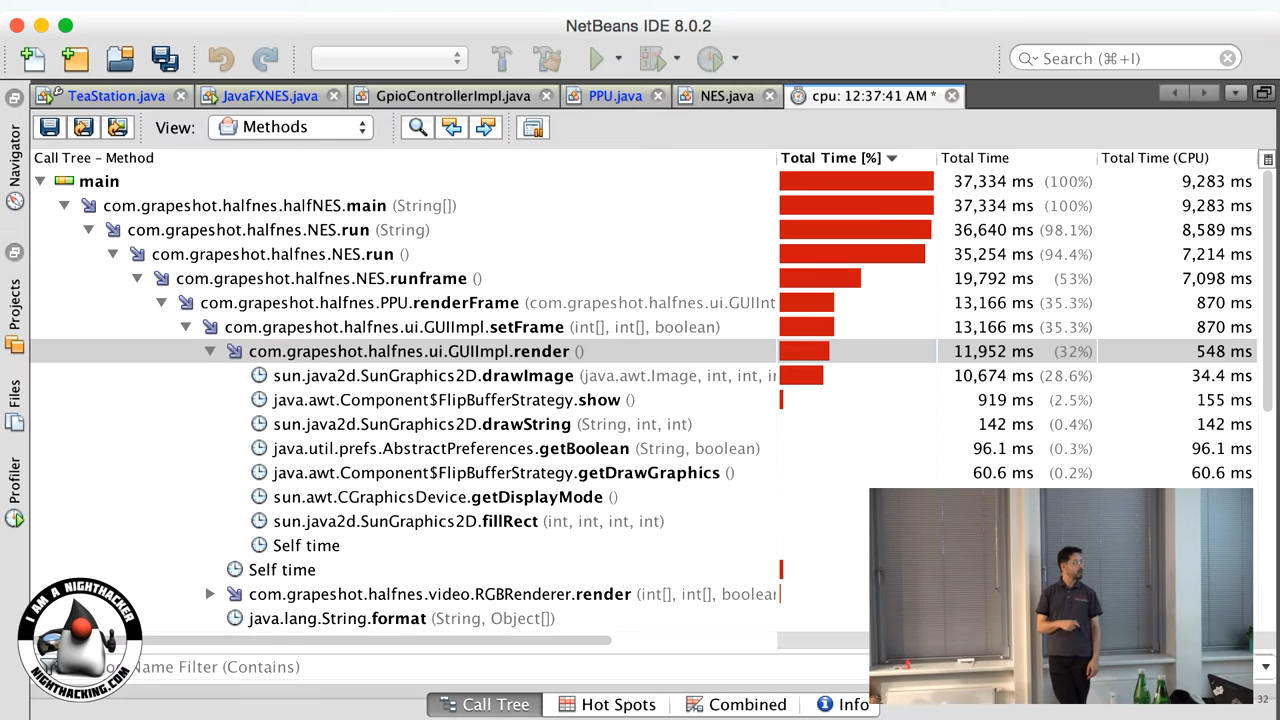 NetBeans IDE 8.0.2
Search (⌘+I)
TeaStation.java
JavaFXNES.java
GpioControllerImpl.java
PPU.java
NES.java
cpu: 12:37:41 AM *
Navigator
Projects
Files
Profiler
View:
Methods
Call Tree - Method
Total Time [%]
Total Time
Total Time (CPU)
main 37,334 ms (100%) 9,283 ms
com.grapeshot.halfnes.halfNES.main (String[]) 37,334 ms (100%) 9,283 ms
com.grapeshot.halfnes.NES.run (String) 36,640 ms (98.1%) 8,589 ms
com.grapeshot.halfnes.NES.run () 35,254 ms (94.4%) 7,214 ms
com.grapeshot.halfnes.NES.runframe () 19,792 ms (53%) 7,098 ms
com.grapeshot.halfnes.PPU.renderFrame (com.grapeshot.halfnes.ui.GUIInt 13,166 ms (35.3%) 870 ms
com.grapeshot.halfnes.ui.GUIImpl.setFrame (int[], int[], boolean) 13,166 ms (35.3%) 870 ms
com.grapeshot.halfnes.ui.GUIImpl.render () 11,952 ms (32%) 548 ms
sun.java2d.SunGraphics2D.drawImage (java.awt.Image, int, int, i 10,674 ms (28.6%) 34.4 ms
java.awt.Component$FlipBufferStrategy.show () 919 ms (2.5%) 155 ms
sun.java2d.SunGraphics2D.drawString (String, int, int) 142 ms (0.4%) 142 ms
java.util.prefs.AbstractPreferences.getBoolean (String, boolean) 96.1 ms (0.3%) 96.1 ms
java.awt.Component$FlipBufferStrategy.getDrawGraphics () 60.6 ms (0.2%) 60.6 ms
sun.awt.CGraphicsDevice.getDisplayMode ()
sun.java2d.SunGraphics2D.fillRect (int, int, int, int)
Self time
Self time
com.grapeshot.halfnes.video.RGBRenderer.render (int[], int[], boolean
java.lang.String.format (String, Object[])
I AM A NIGHTHACKER
NIGHTHACKING.COM
Name Filter (Contains)
Call Tree
Hot Spots
Combined
Info
32